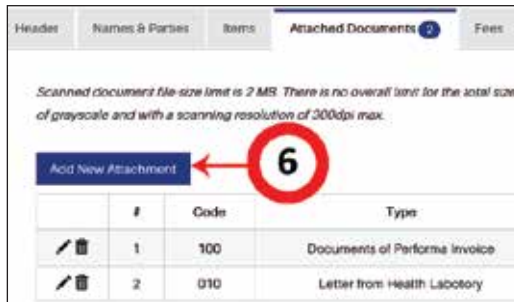 Header Names & Parties Items Attached Documents 2 Fees
Scanned document file-size limit is 2 MB. There is no overall limit for the total size
of grayscale and with a scanning resolution of 300dpi max.
Add New Attachment 6
# Code Type
1 100 Documents of Performa Invoice
2 010 Letter from Health Labotory